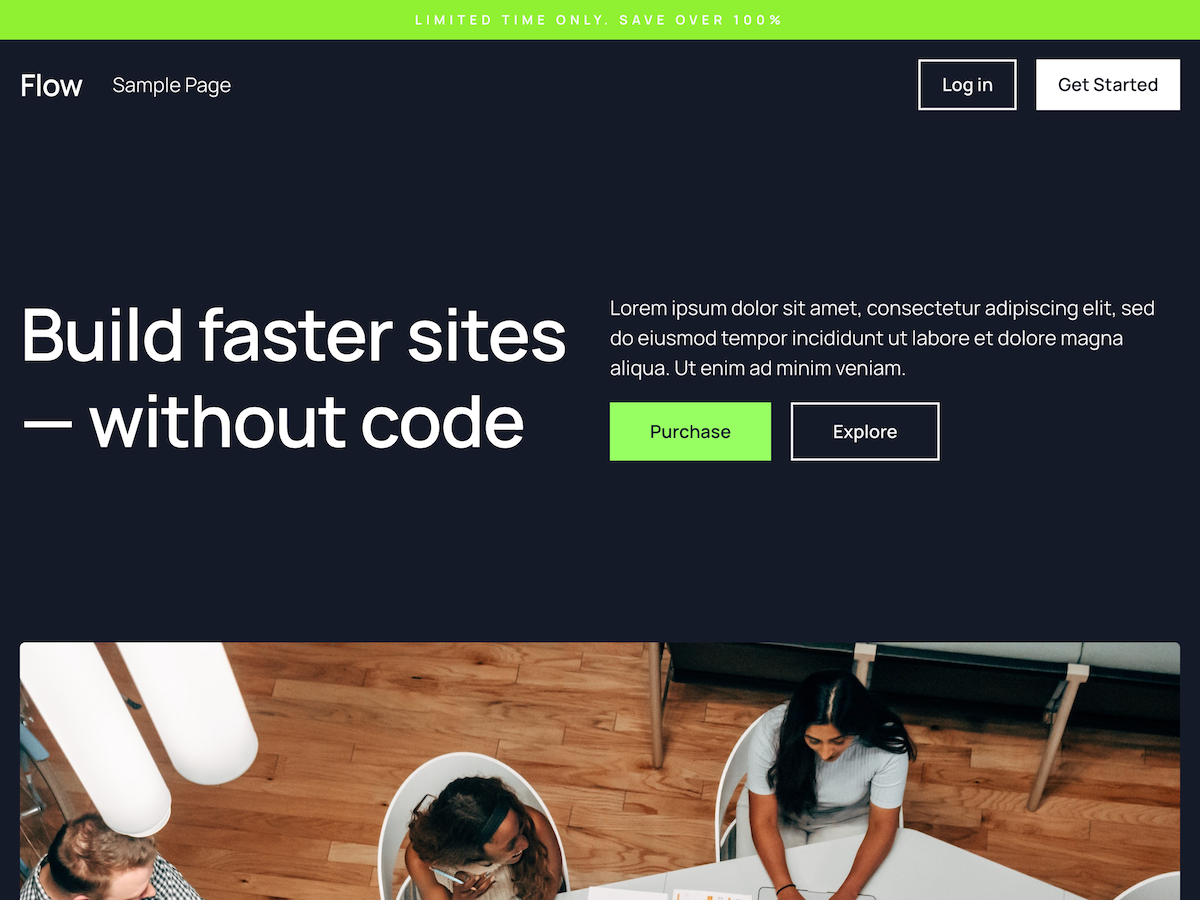 LIMITED TIME ONLY. SAVE OVER 100%
Flow
Sample Page
Log in
Get Started
Build faster sites
— without code
Lorem ipsum dolor sit amet, consectetur adipiscing elit, sed
do eiusmod tempor incididunt ut labore et dolore magna
aliqua. Ut enim ad minim veniam.
Purchase
Explore